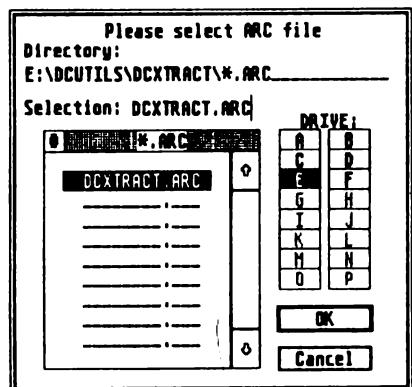 Please select ARC file
Directory:
E:\DCUTILS\DCXTRACT\*.ARC
Selection: DCXTRACT.ARC
DRIVE:
*.ARC
DCXTRACT.ARC
A B
C D
E F
G H
I J
K L
M N
O P
OK
Cancel